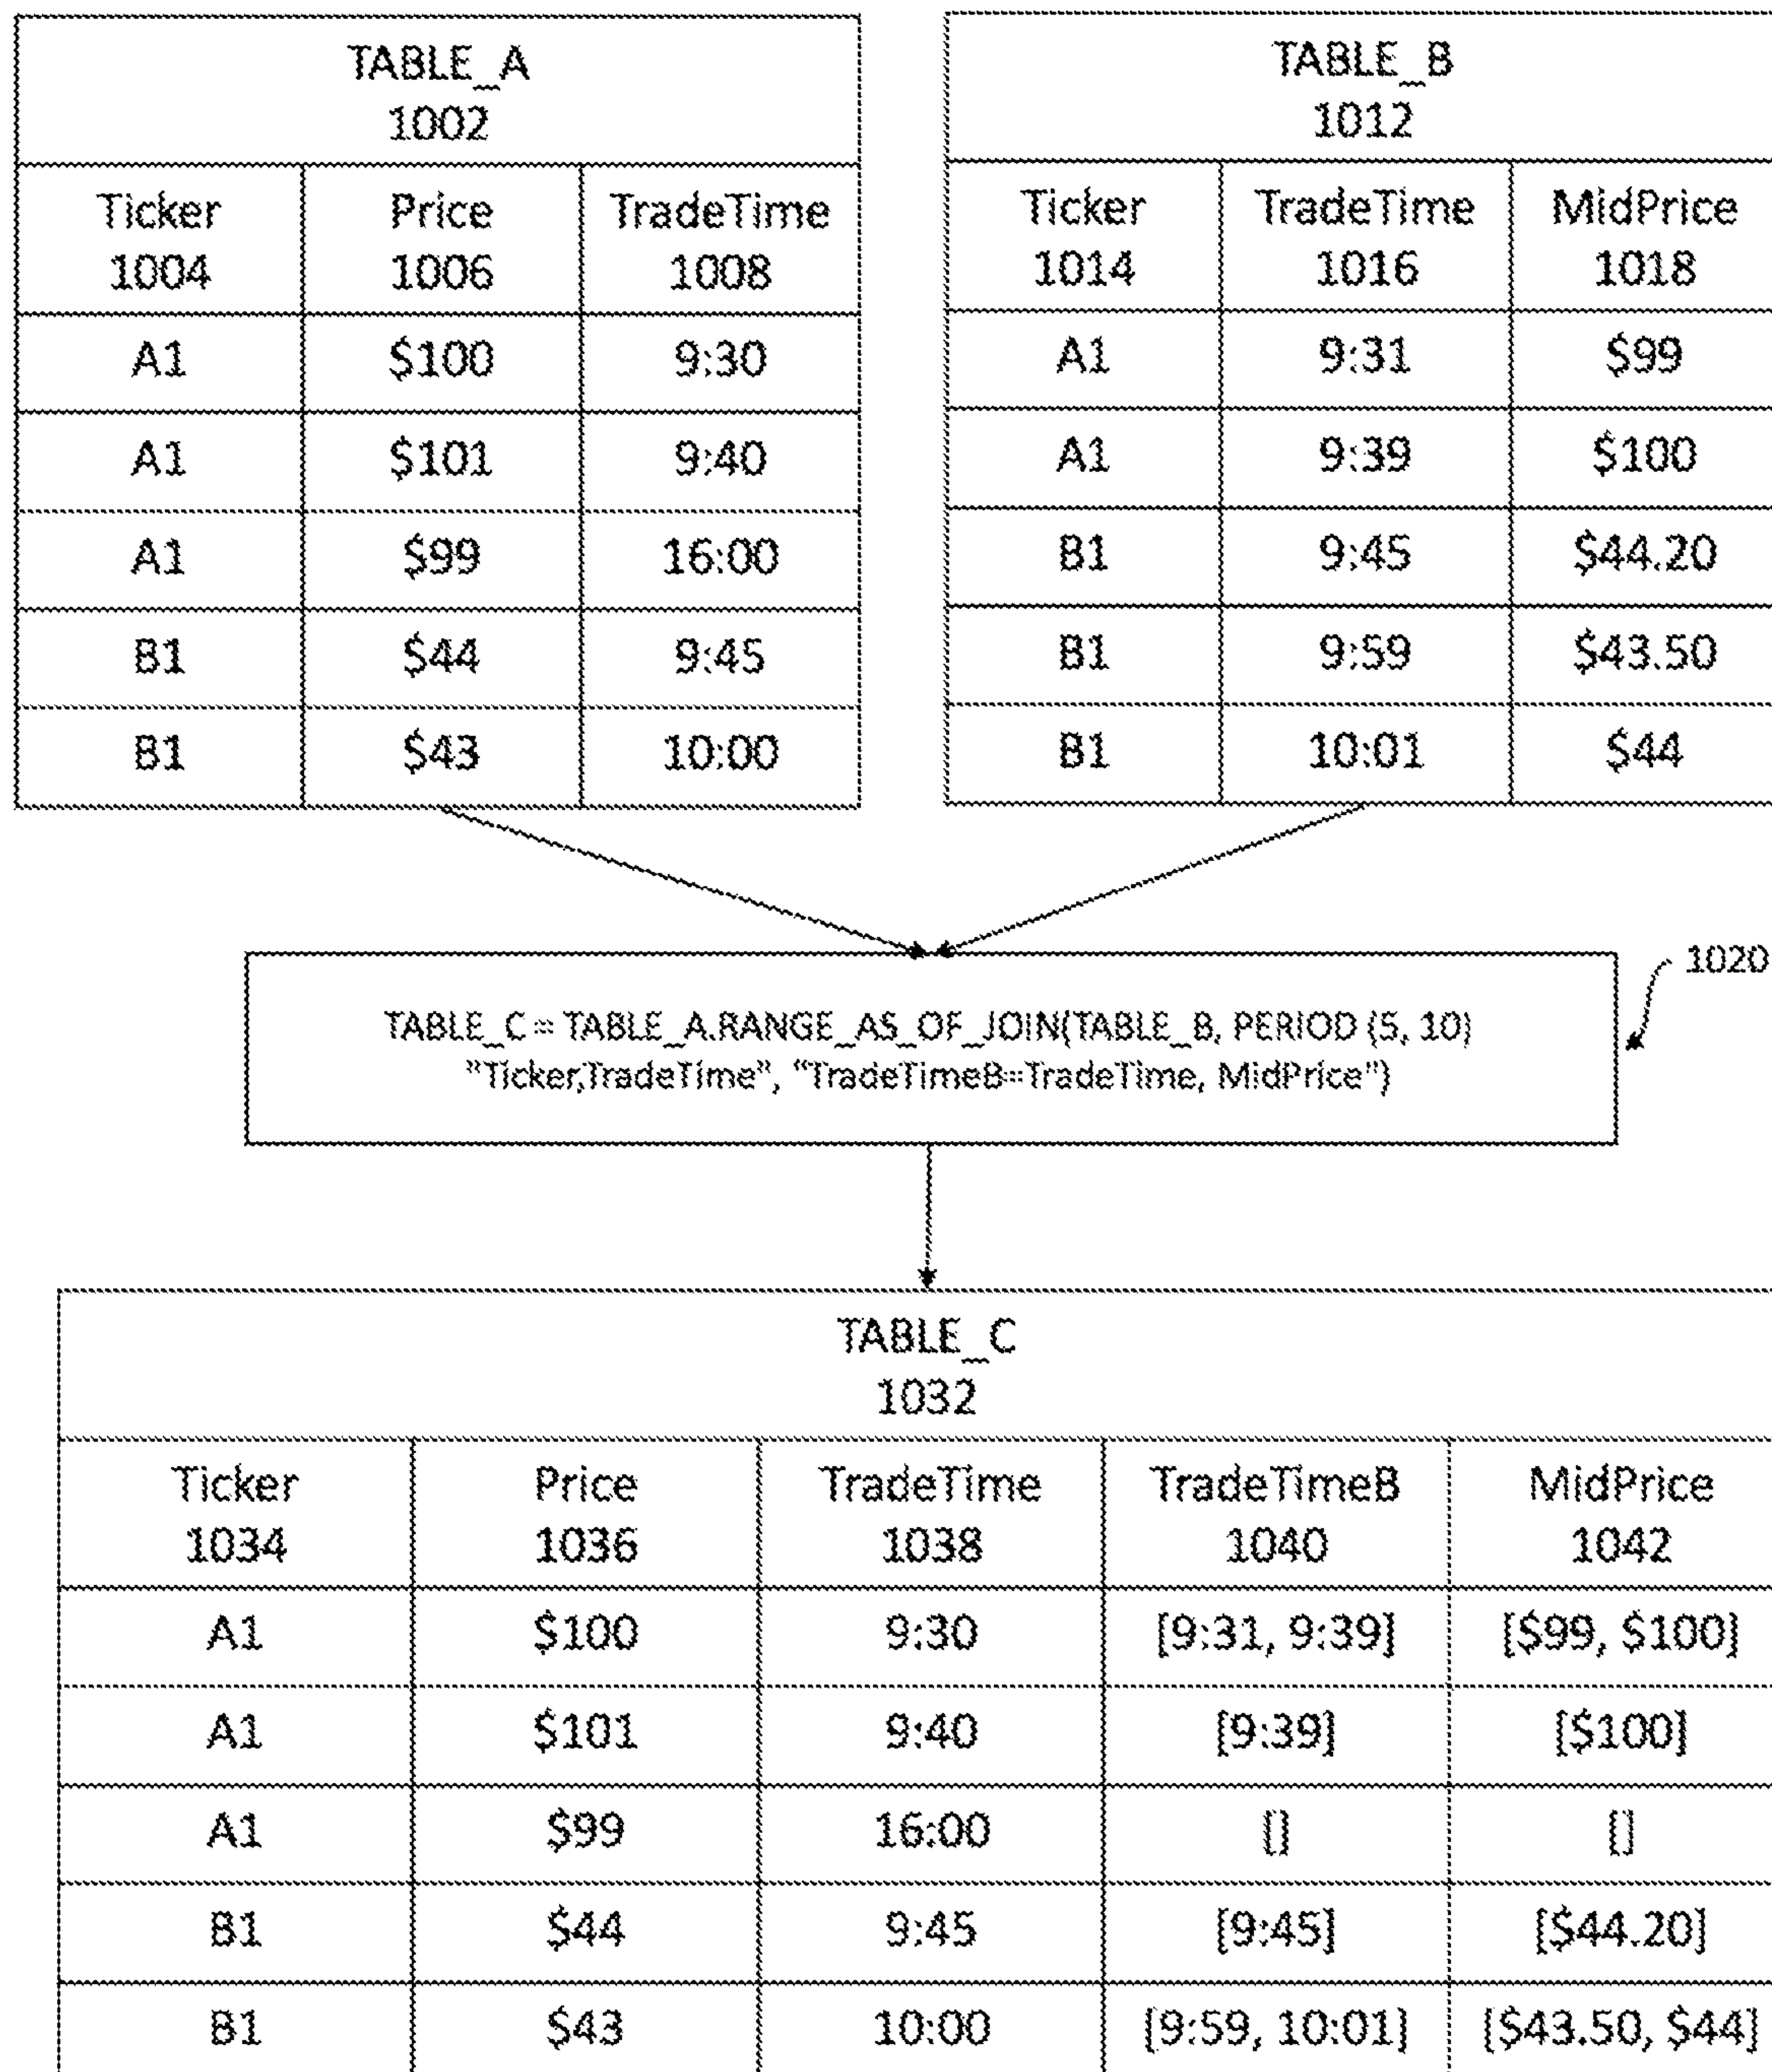 TABLE_A
1002
Ticker Price TradeTime
1004 1006 1008
A1 $100 9:30
A1 $101 9:40
A1 $99 16:00
B1 $44 9:45
B1 $43 10:00
TABLE_B
1012
Ticker TradeTime MidPrice
1014 1016 1018
A1 9:31 $99
A1 9:39 $100
B1 9:45 $44.20
B1 9:59 $43.50
B1 10:01 $44
1020
TABLE_C = TABLE_A.RANGE_AS_OF_JOIN(TABLE_B, PERIOD (5, 10)
"Ticker,TradeTime", "TradeTimeB=TradeTime, MidPrice")
TABLE_C
1032
Ticker Price TradeTime TradeTimeB MidPrice
1034 1036 1038 1040 1042
A1 $100 9:30 [9:31, 9:39] [$99, $100]
A1 $101 9:40 [9:39] [$100]
A1 $99 16:00 [] []
B1 $44 9:45 [9:45] [$44.20]
B1 $43 10:00 [9:59, 10:01] [$43.50, $44]